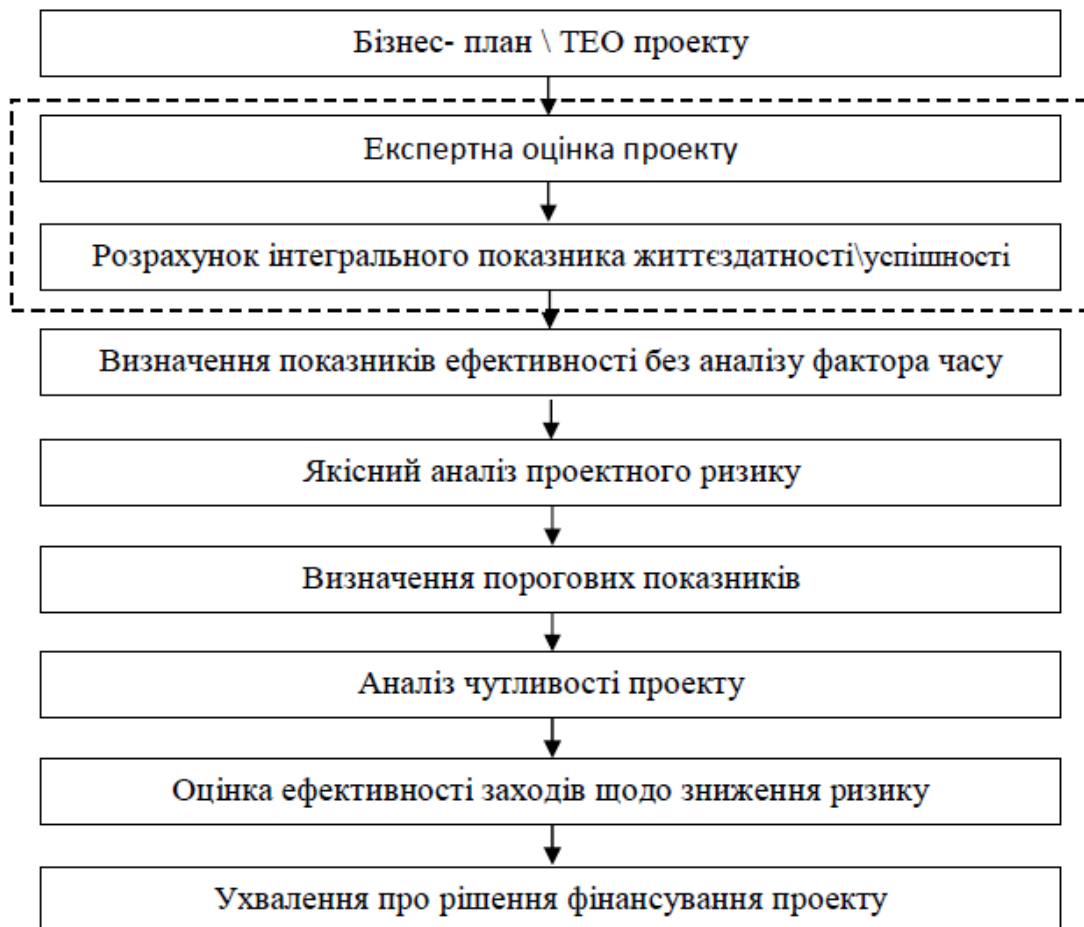 Бізнес- план \ ТЕО проекту
Експертна оцінка проекту
Розрахунок інтегрального показника життєздатності\успішності
Визначення показників ефективності без аналізу фактора часу
Якісний аналіз проектного ризику
Визначення порогових показників
Аналіз чутливості проекту
Оцінка ефективності заходів щодо зниження ризику
Ухвалення про рішення фінансування проекту